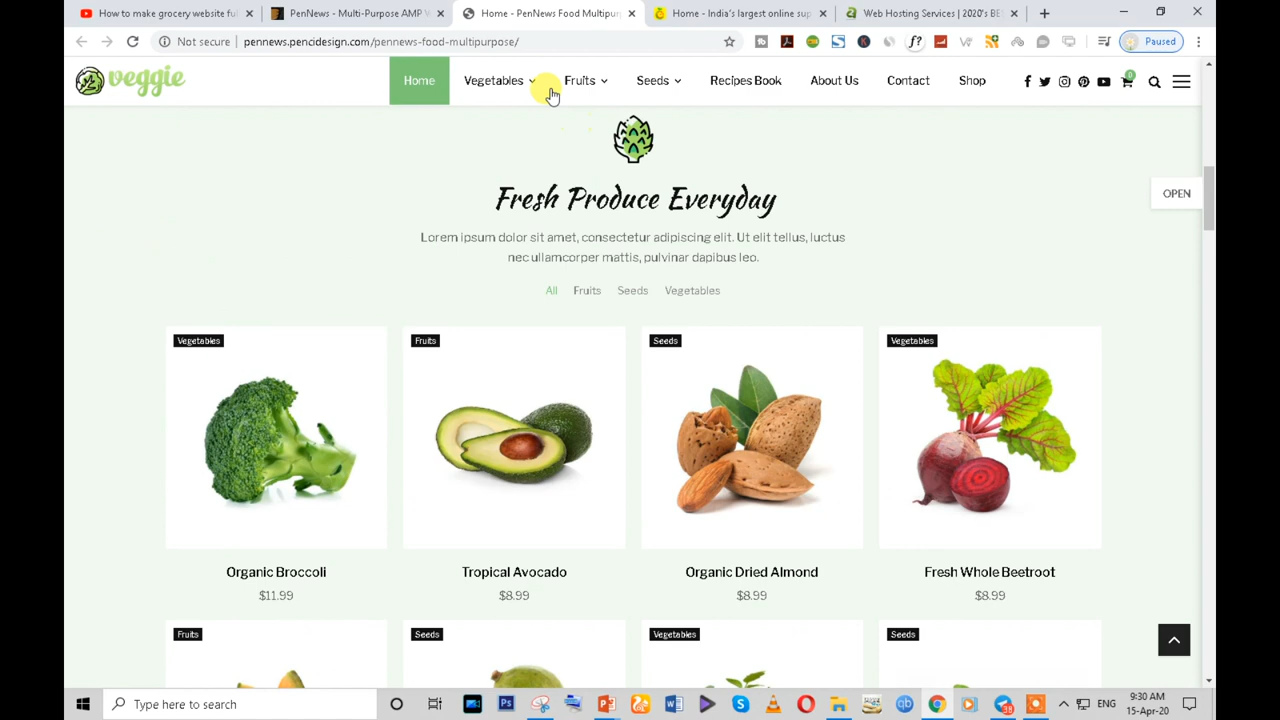 How to make grocery website ful
PenNews - Multi-Purpose AMP V
Home - PenNews Food Multipur
Home - India's largest online sup
Web Hosting Services | 2020's BE
Not secure
pennews.pencidesign.com/pennews-food-multipurpose/
Paused
veggie
Home
Vegetables
Fruits
Seeds
Recipes Book
About Us
Contact
Shop
0
OPEN
Fresh Produce Everyday
Lorem ipsum dolor sit amet, consectetur adipiscing elit. Ut elit tellus, luctus
nec ullamcorper mattis, pulvinar dapibus leo.
All Fruits Seeds Vegetables
Vegetables
Fruits
Seeds
Vegetables
Organic Broccoli
Tropical Avocado
Organic Dried Almond
Fresh Whole Beetroot
$11.99
$8.99
$8.99
$8.99
Fruits
Seeds
Vegetables
Seeds
Type here to search
ENG
9:30 AM
15-Apr-20